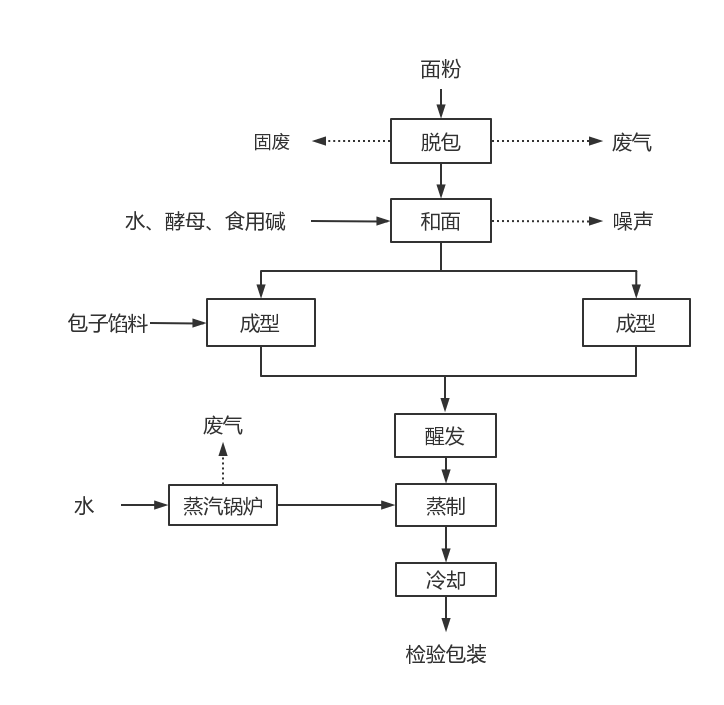 面粉
固废
脱包
废气
水、酵母、食用碱
和面
噪声
包子馅料
成型
成型
醒发
废气
水
蒸汽锅炉
蒸制
冷却
检验包装